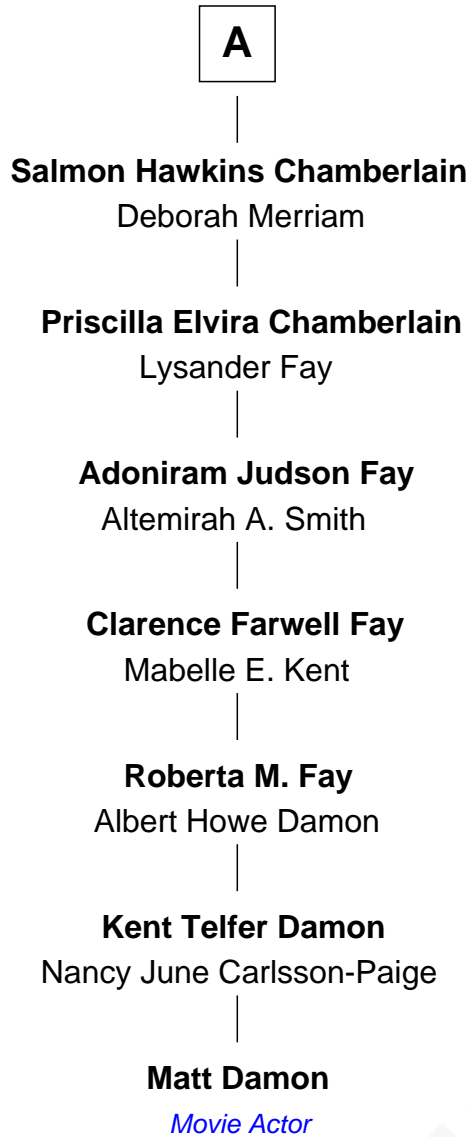 A
Salmon Hawkins Chamberlain
Deborah Merriam
Priscilla Elvira Chamberlain
Lysander Fay
Adoniram Judson Fay
Altemirah A. Smith
Clarence Farwell Fay
Mabelle E. Kent
Roberta M. Fay
Albert Howe Damon
Kent Telfer Damon
Nancy June Carlsson-Paige
Matt Damon
Movie Actor